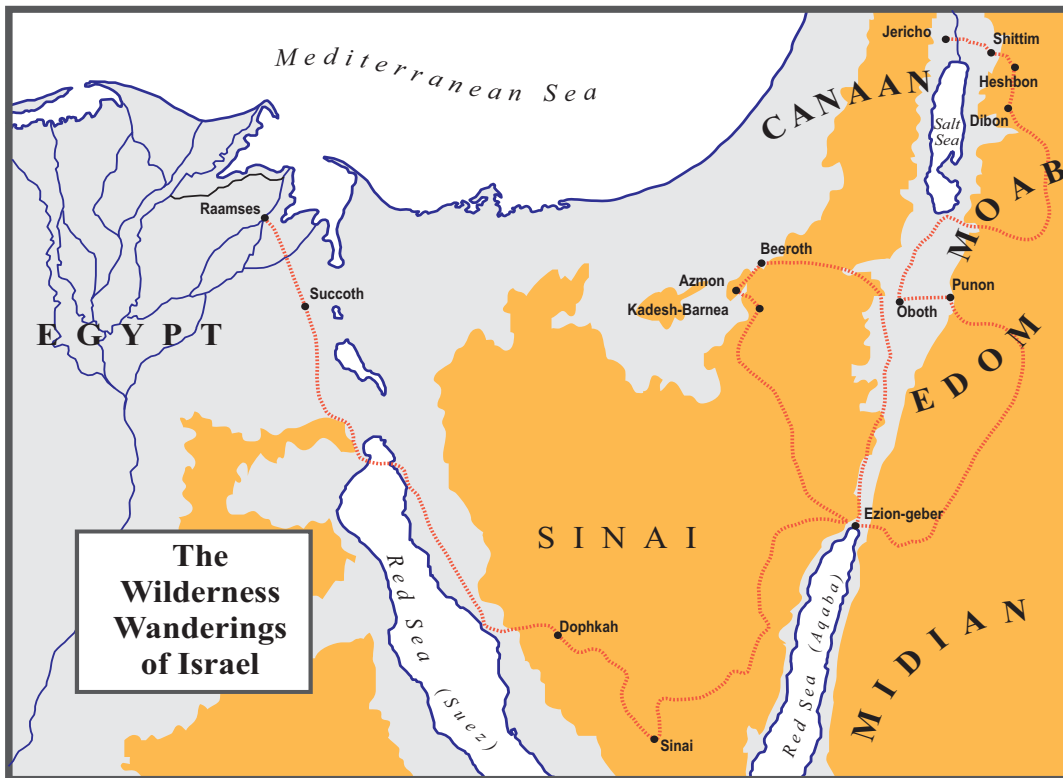 Mediterranean Sea
Jericho
Shittim
Heshbon
CANAAN
Salt
Sea
Dibon
MOAB
Raamses
Beeroth
Azmon
Kadesh-Barnea
Punon
Oboth
Succoth
EGYPT
EDOM
Ezion-geber
SINAI
The
Wilderness
Wanderings
of Israel
Red Sea
(Suez)
Red Sea (Aqaba)
MIDIAN
Dophkah
Sinai